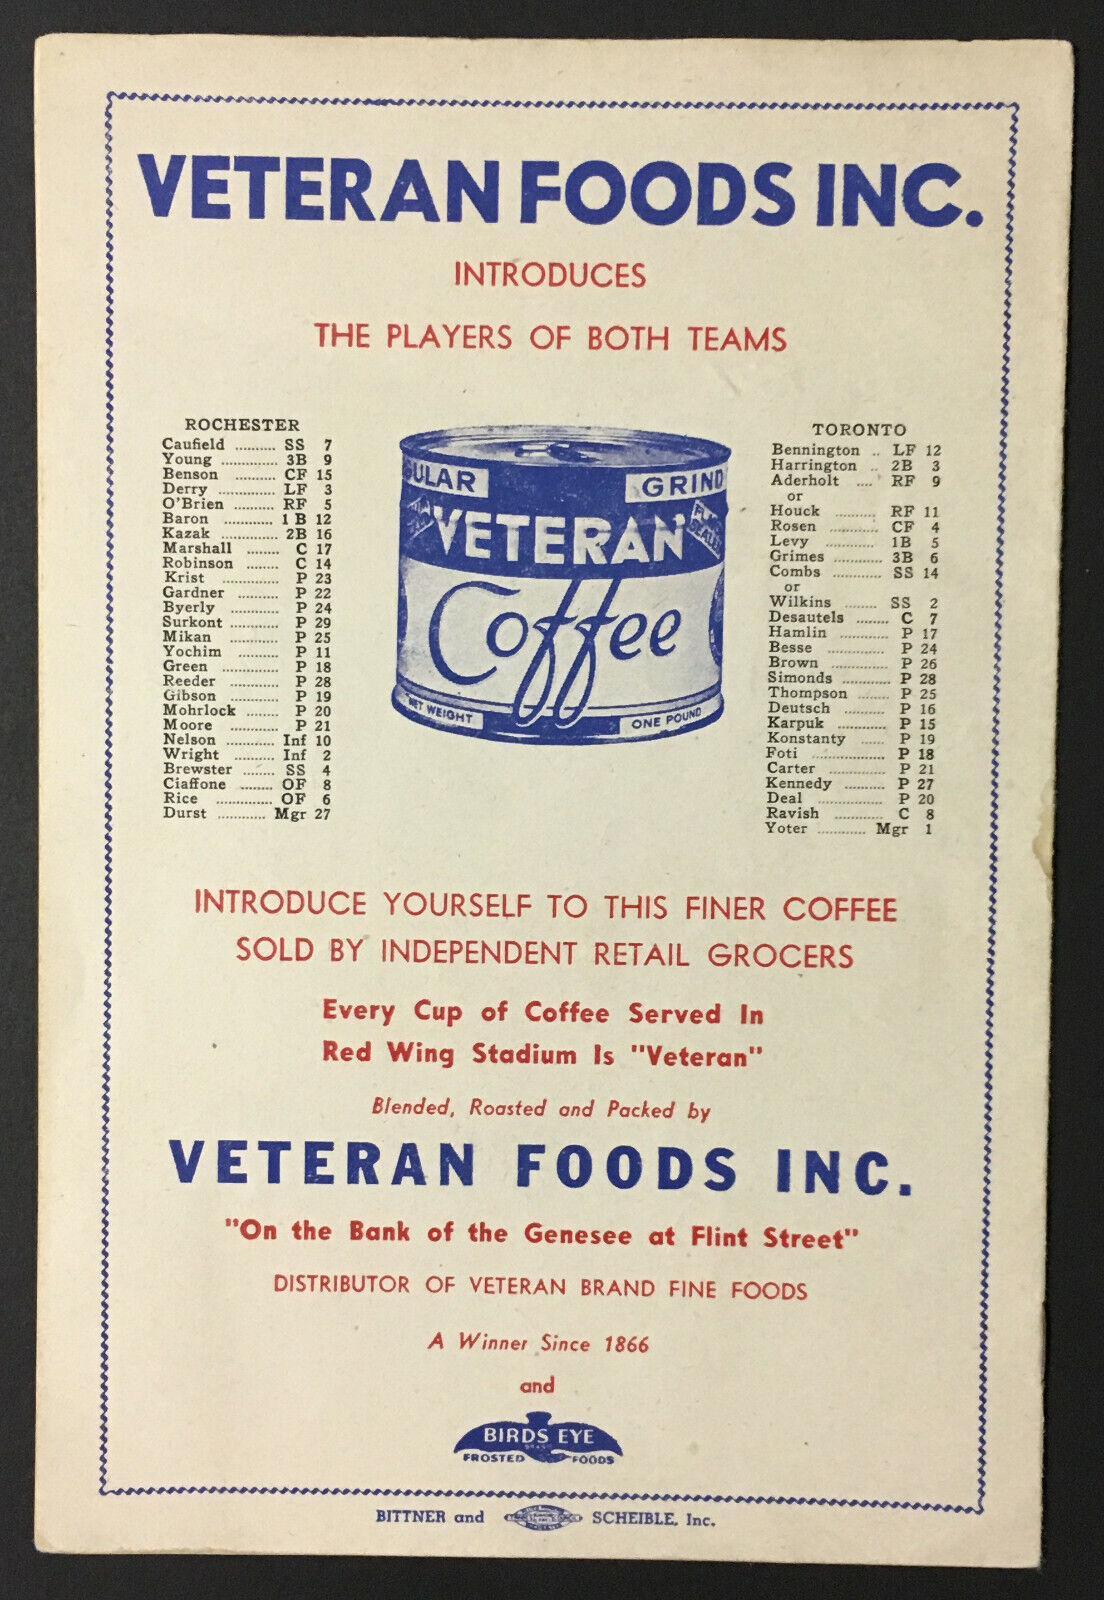 VETERAN FOODS INC.
INTRODUCES
THE PLAYERS OF BOTH TEAMS
ROCHESTER
Caufield .......... SS 7
Young ............ 3B 9
Benson .......... CF 15
Derry ............. LF 3
O'Brien .......... RF 5
Baron ............ 1 B 12
Kazak ............ 2B 16
Marshall ........ C 17
Robinson ........ C 14
Krist .............. P 23
Gardner ......... P 22
Byerly ............ P 24
Surkont .......... P 29
Mikan ............ P 25
Yochim .......... P 11
Green ............. P 18
Reeder ........... P 28
Gibson ........... P 19
Mohrlock ....... P 20
Moore ............ P 21
Nelson ........... Inf 10
Wright .......... Inf 2
Brewster ........ SS 4
Ciaffone ........ OF 8
Rice .............. OF 6
Durst ............ Mgr 27
ULAR
GRIND
VETERAN
Coffee
NET WEIGHT
ONE POUND
TORONTO
Bennington .. LF 12
Harrington .. 2B 3
Aderholt .... RF 9
or
Houck ......... RF 11
Rosen .......... CF 4
Levy ............ 1B 5
Grimes ........ 3B 6
Combs ........ SS 14
or
Wilkins ....... SS 2
Desautels ....... C 7
Hamlin .......... P 17
Besse ............ P 24
Brown ........... P 26
Simonds ........ P 28
Thompson ..... P 25
Deutsch ........ P 16
Karpuk ......... P 15
Konstanty ..... P 19
Foti ............... P 18
Carter ........... P 21
Kennedy ....... P 27
Deal .............. P 20
Ravish .......... C 8
Yoter ........... Mgr 1
INTRODUCE YOURSELF TO THIS FINER COFFEE
SOLD BY INDEPENDENT RETAIL GROCERS
Every Cup of Coffee Served In
Red Wing Stadium Is "Veteran"
Blended, Roasted and Packed by
VETERAN FOODS INC.
"On the Bank of the Genesee at Flint Street"
DISTRIBUTOR OF VETERAN BRAND FINE FOODS
A Winner Since 1866
and
BIRDS EYE
BRAND
FROSTED FOODS
BITTNER and SCHEIBLE, Inc.